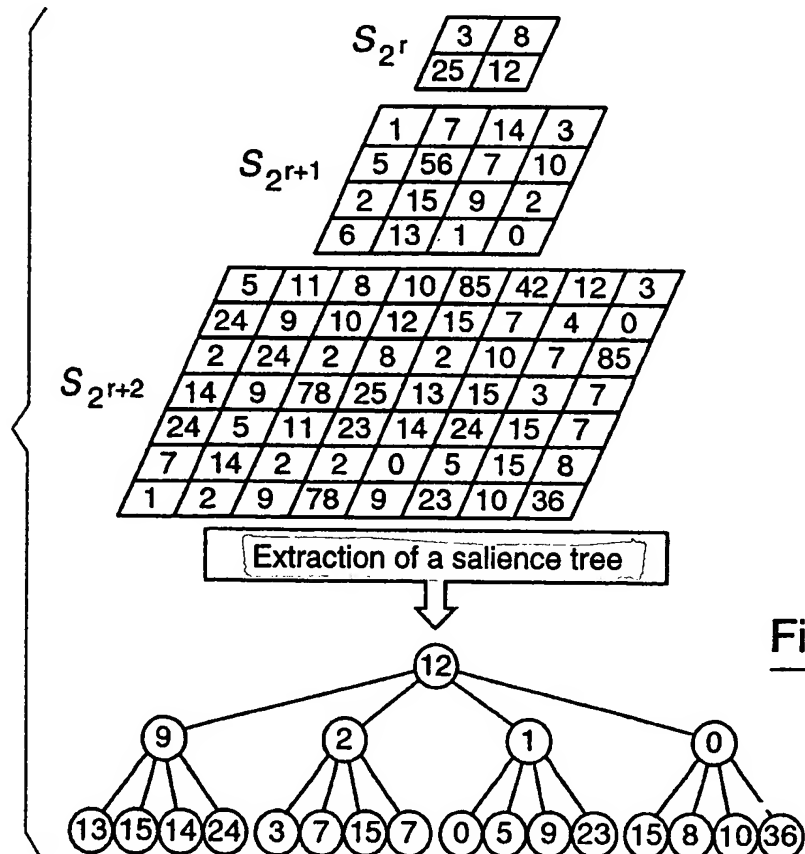 S2r
3 8
25 12
S2r+1
1 7 14 3
5 56 7 10
2 15 9 2
6 13 1 0
S2r+2
5 11 8 10 85 42 12 3
24 9 10 12 15 7 4 0
2 24 2 8 2 10 7 85
14 9 78 25 13 15 3 7
24 5 11 23 14 24 15 7
7 14 2 2 0 5 15 8
1 2 9 78 9 23 10 36
Extraction of a salience tree
Fi
12
9 2 1 0
13 15 14 24 3 7 15 7 0 5 9 23 15 8 10 36